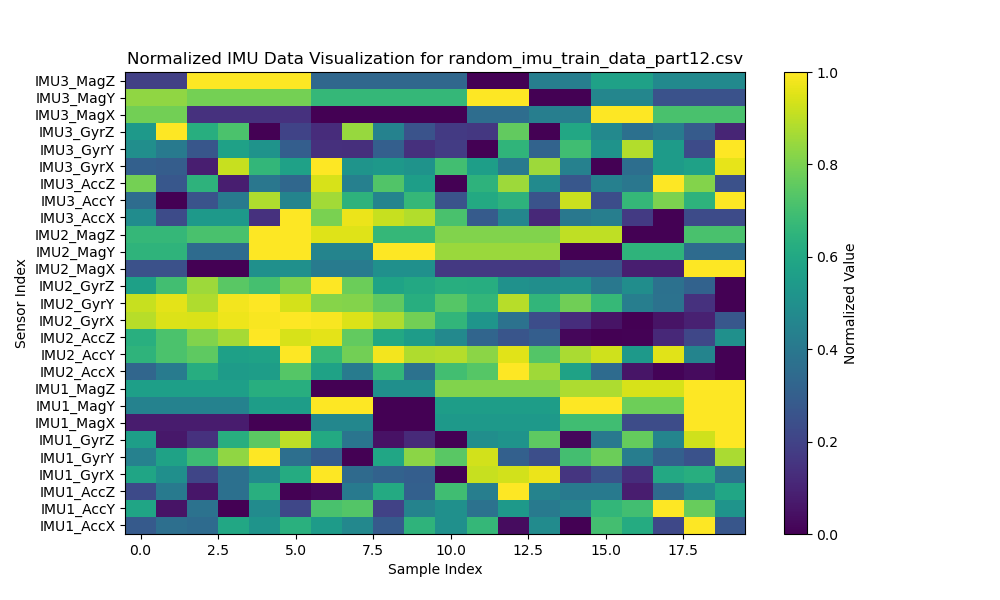 Normalized IMU Data Visualization for random_imu_train_data_part12.csv
IMU3_MagZ
IMU3_MagY
IMU3_MagX
IMU3_GyrZ
IMU3_GyrY
IMU3_GyrX
IMU3_AccZ
IMU3_AccY
IMU3_AccX
IMU2_MagZ
IMU2_MagY
IMU2_MagX
IMU2_GyrZ
IMU2_GyrY
IMU2_GyrX
IMU2_AccZ
IMU2_AccY
IMU2_AccX
IMU1_MagZ
IMU1_MagY
IMU1_MagX
IMU1_GyrZ
IMU1_GyrY
IMU1_GyrX
IMU1_AccZ
IMU1_AccY
IMU1_AccX
Sensor Index
0.0 2.5 5.0 7.5 10.0 12.5 15.0 17.5
Sample Index
1.0
0.8
0.6
0.4
0.2
0.0
Normalized Value